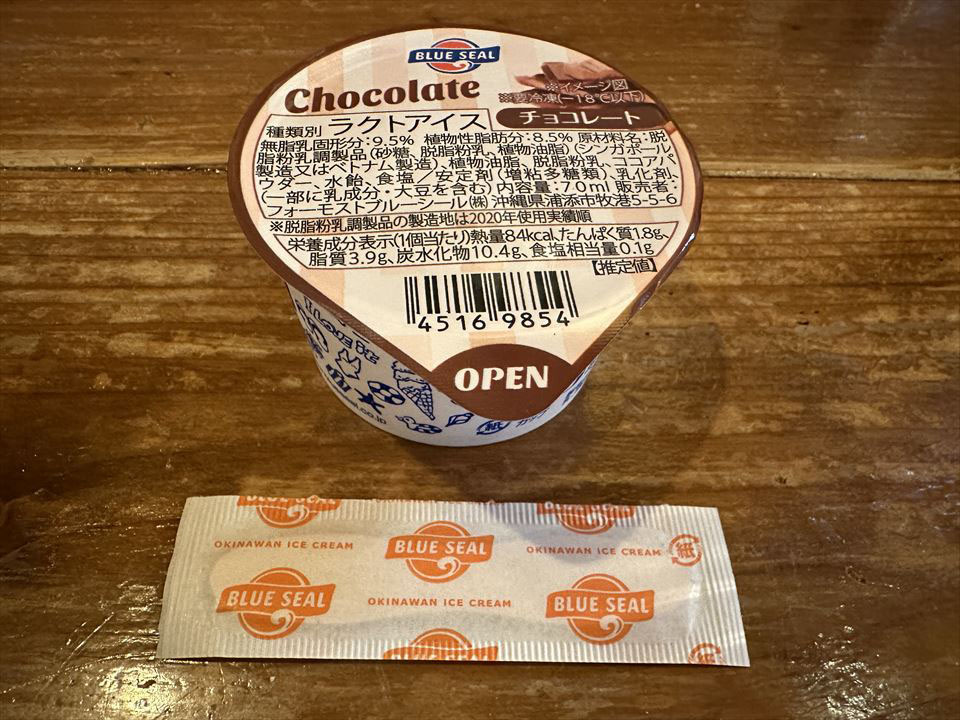 BLUE SEAL
Chocolate
※イメージ図
※要冷凍(-18℃以下)
チョコレート
種類別 ラクトアイス
無脂乳固形分:9.5% 植物性脂肪分:8.5% 原材料名:脱
脂粉乳調製品(砂糖、脱脂粉乳、植物油脂)(シンガポール
製造又はベトナム製造)、植物油脂、脱脂粉乳、ココアパ
ウダー、水飴、食塩/安定剤(増粘多糖類)、乳化剤、
(一部に乳成分・大豆を含む) 内容量:70ml 販売者:
フォーモストブルーシール㈱ 沖縄県浦添市牧港5-5-6
※脱脂粉乳調製品の製造地は2020年使用実績順
栄養成分表示(1個当たり)熱量84kcal、たんぱく質1.8g、
脂質3.9g、炭水化物10.4g、食塩相当量0.1g
【推定値】
4516 9854
OPEN
seal.co.jp
紙 カップ
BLUE SEAL
BLUE SEAL
OKINAWAN ICE CREAM
BLUE SEAL
OKINAWAN ICE CREAM
紙
BLUE SEAL
OKINAWAN ICE CREAM
BLUE SEAL
BLUE SEAL
紙